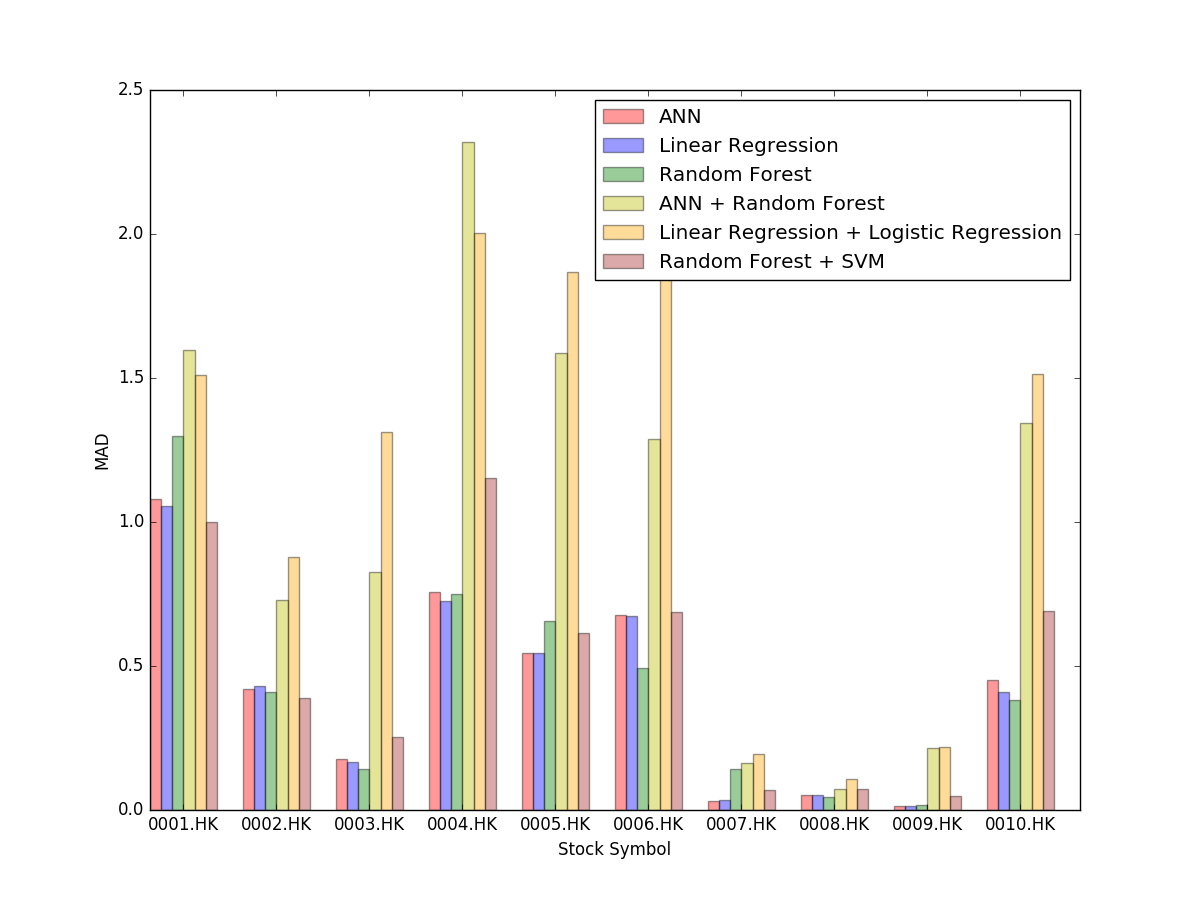 2.5
2.0
1.5
1.0
0.5
0.0
MAD
ANN
Linear Regression
Random Forest
ANN + Random Forest
Linear Regression + Logistic Regression
Random Forest + SVM
0001.HK 0002.HK 0003.HK 0004.HK 0005.HK 0006.HK 0007.HK 0008.HK 0009.HK 0010.HK
Stock Symbol